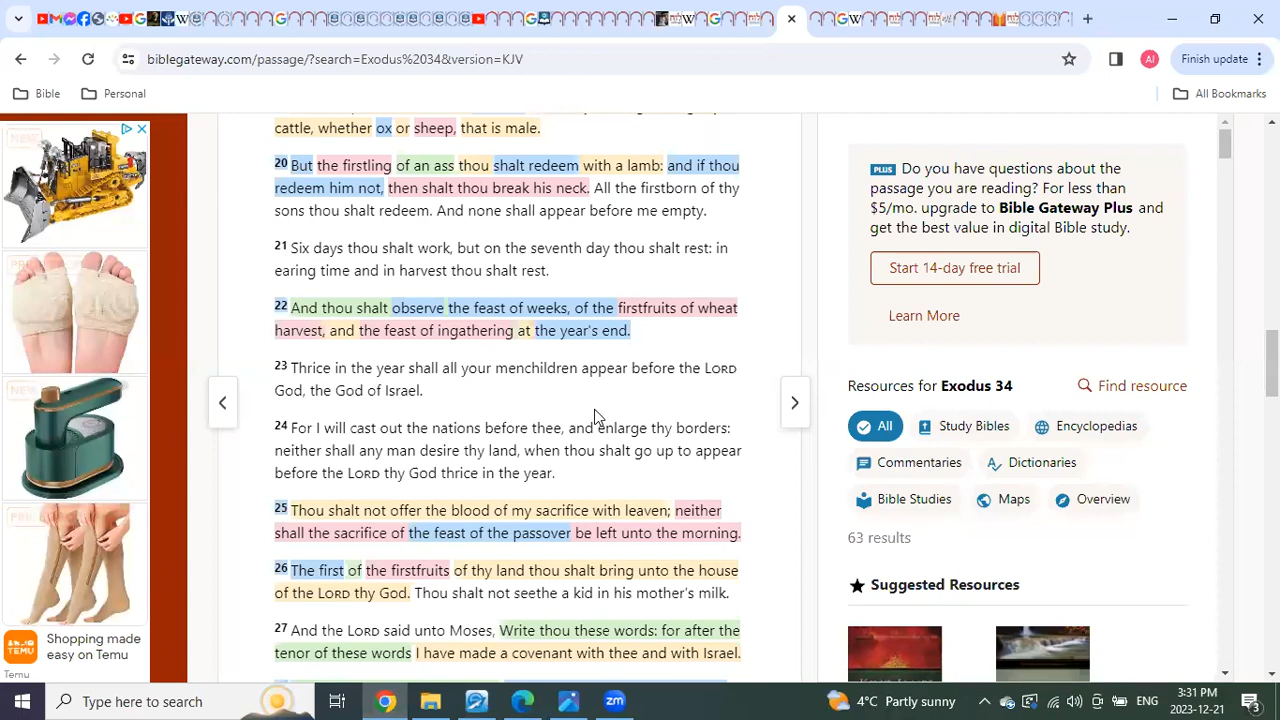 biblegateway.com/passage/?search=Exodus%2034&version=KJV
AI
Finish update
Bible
Personal
All Bookmarks
cattle, whether ox or sheep, that is male.
20 But the firstling of an ass thou shalt redeem with a lamb: and if thou
redeem him not, then shalt thou break his neck. All the firstborn of thy
sons thou shalt redeem. And none shall appear before me empty.
21 Six days thou shalt work, but on the seventh day thou shalt rest: in
earing time and in harvest thou shalt rest.
22 And thou shalt observe the feast of weeks, of the firstfruits of wheat
harvest, and the feast of ingathering at the year's end.
23 Thrice in the year shall all your menchildren appear before the LORD
God, the God of Israel.
24 For I will cast out the nations before thee, and enlarge thy borders:
neither shall any man desire thy land, when thou shalt go up to appear
before the LORD thy God thrice in the year.
25 Thou shalt not offer the blood of my sacrifice with leaven; neither
shall the sacrifice of the feast of the passover be left unto the morning.
26 The first of the firstfruits of thy land thou shalt bring unto the house
of the LORD thy God. Thou shalt not seethe a kid in his mother's milk.
27 And the LORD said unto Moses, Write thou these words: for after the
tenor of these words I have made a covenant with thee and with Israel.
PLUS Do you have questions about the
passage you are reading? For less than
$5/mo. upgrade to Bible Gateway Plus and
get the best value in digital Bible study.
Start 14-day free trial
Learn More
Resources for Exodus 34
Find resource
All
Study Bibles
Encyclopedias
Commentaries
Dictionaries
Bible Studies
Maps
Overview
63 results
Suggested Resources
TEMU
Shopping made
easy on Temu
Temu
Type here to search
4°C Partly sunny
ENG
3:31 PM
2023-12-21
3